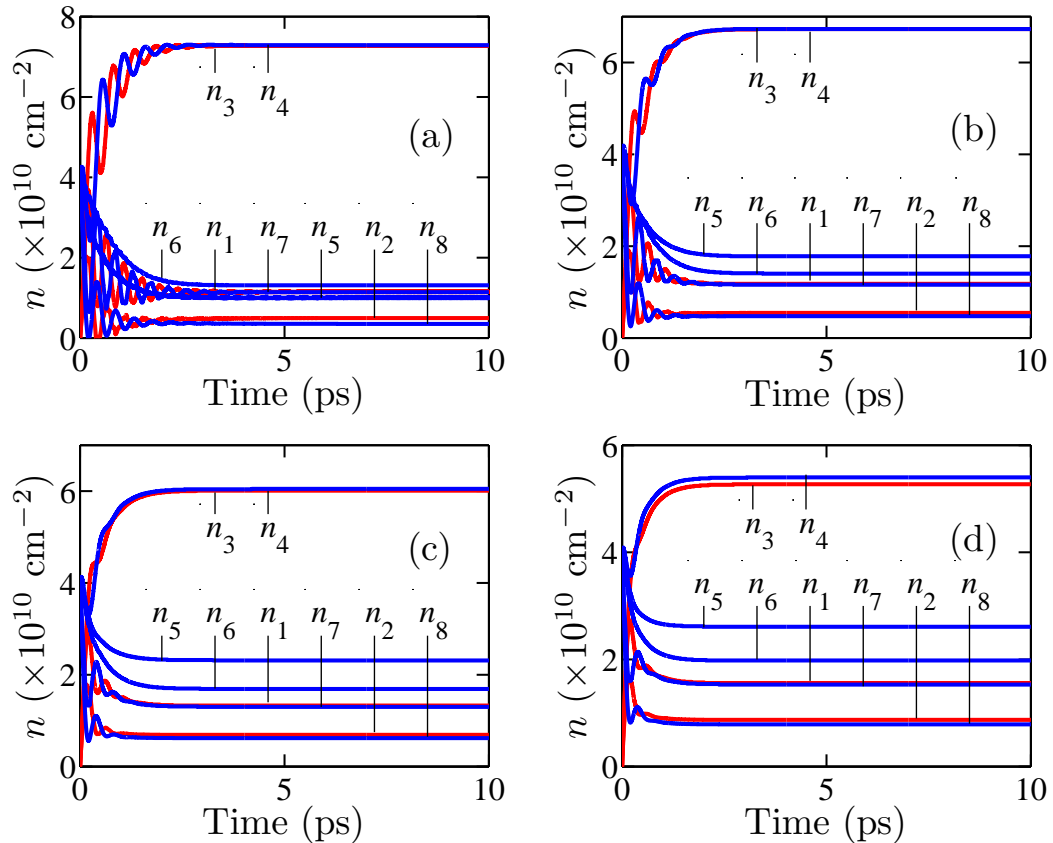 8
6
4
2
0
0 5 10
n (×10^10 cm^−2)
Time (ps)
n_3 n_4
(a)
n_6 n_1 n_7 n_5 n_2 n_8
6
4
2
0
0 5 10
n (×10^10 cm^−2)
Time (ps)
n_3 n_4
(b)
n_5 n_6 n_1 n_7 n_2 n_8
6
4
2
0
0 5 10
n (×10^10 cm^−2)
Time (ps)
n_3 n_4
(c)
n_5 n_6 n_1 n_7 n_2 n_8
6
4
2
0
0 5 10
n (×10^10 cm^−2)
Time (ps)
n_3 n_4
(d)
n_5 n_6 n_1 n_7 n_2 n_8